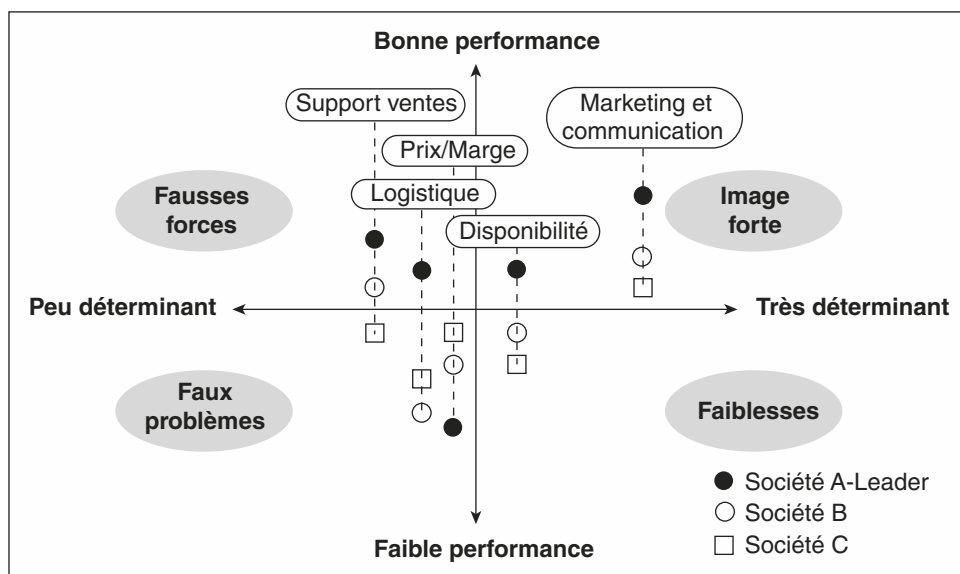 Bonne performance
Support ventes
Marketing et
communication
Prix/Marge
Logistique
Fausses
forces
Image
forte
Disponibilité
Peu déterminant
Très déterminant
Faux
problèmes
Faiblesses
Société A-Leader
Société B
Société C
Faible performance